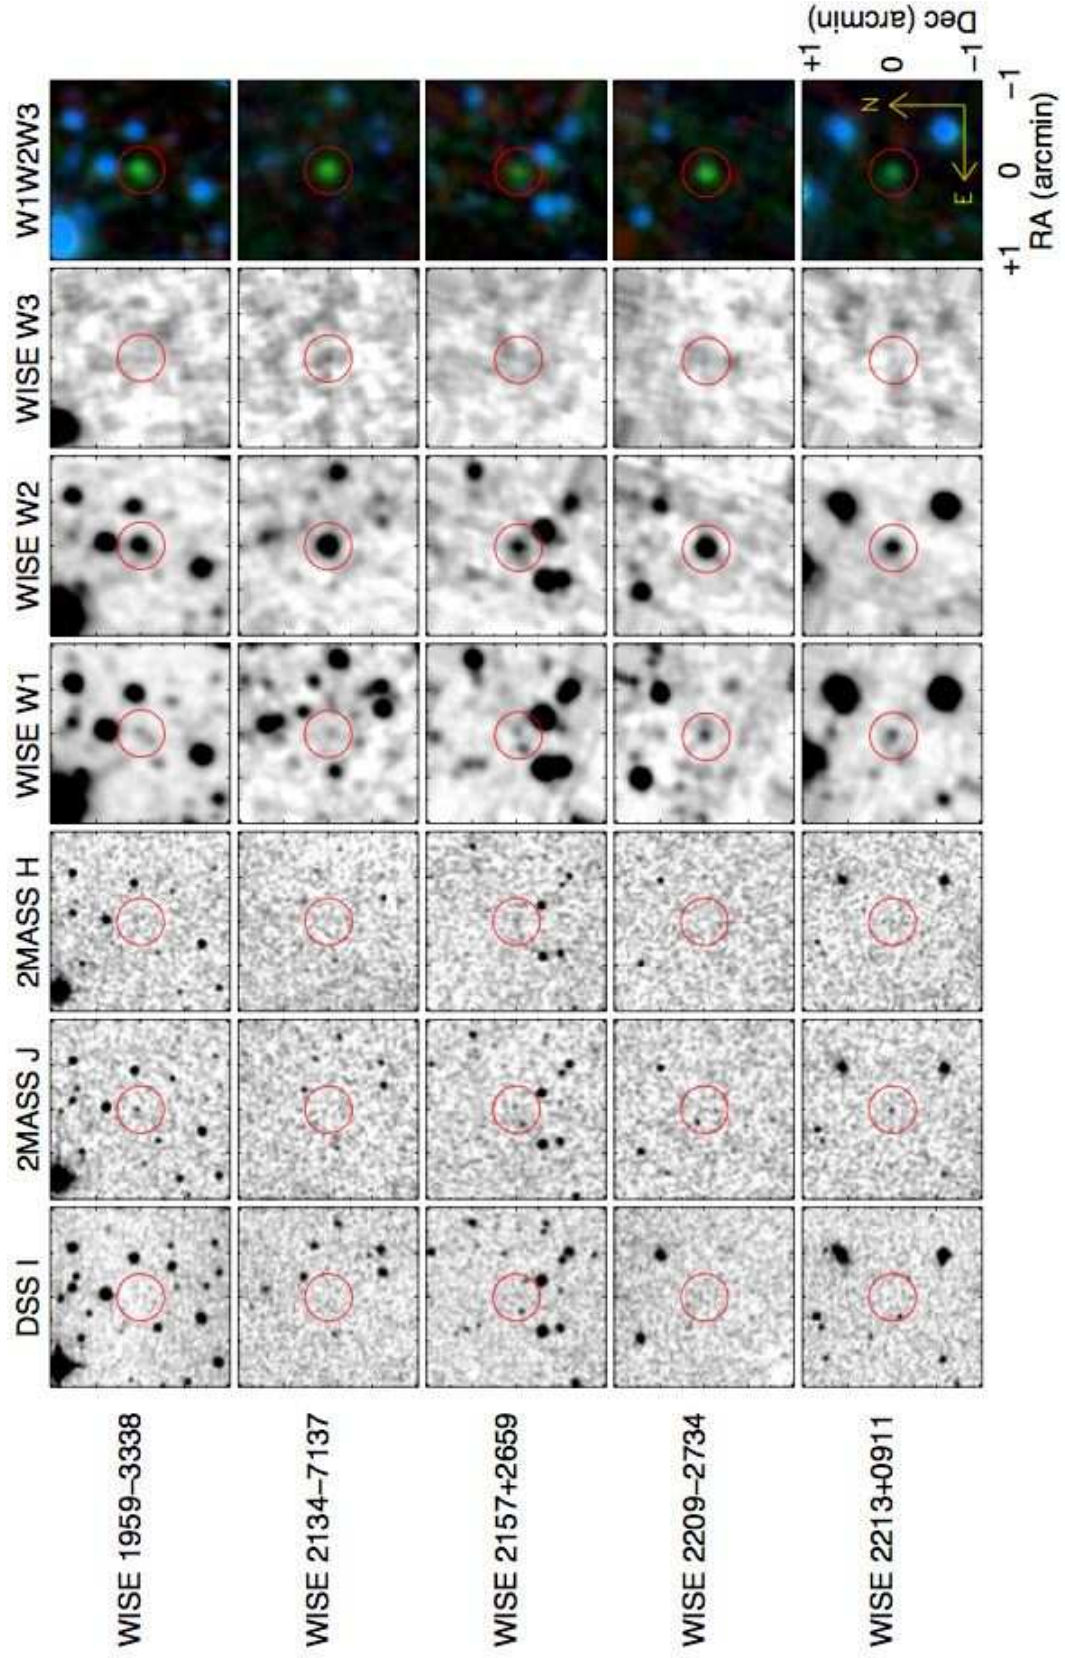 DSS I
2MASS J
2MASS H
WISE W1
WISE W2
WISE W3
W1W2W3
WISE 1959−3338
WISE 2134−7137
WISE 2157+2659
WISE 2209−2734
WISE 2213+0911
N
E
+1
0
−1
Dec (arcmin)
+1
0
−1
RA (arcmin)